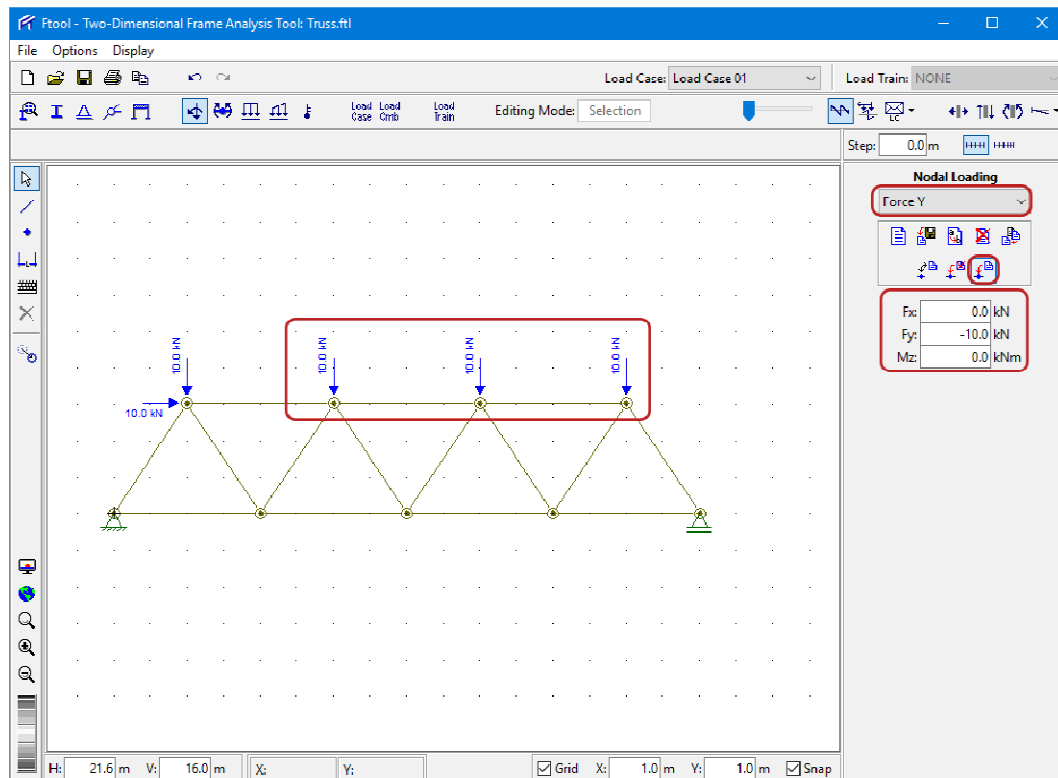 Ftool - Two-Dimensional Frame Analysis Tool: Truss.ftl
File Options Display
Load Case: Load Case 01 Load Train: NONE
Load Case Load Cmb Load Train Editing Mode: Selection LC
Step: 0.0 m
Nodal Loading
Force Y
Fx: 0.0 kN
Fy: -10.0 kN
Mz: 0.0 kNm
10.0 kN 10.0 kN 10.0 kN 10.0 kN
10.0 kN
H: 21.6 m V: 16.0 m X: Y: Grid X: 1.0 m Y: 1.0 m Snap